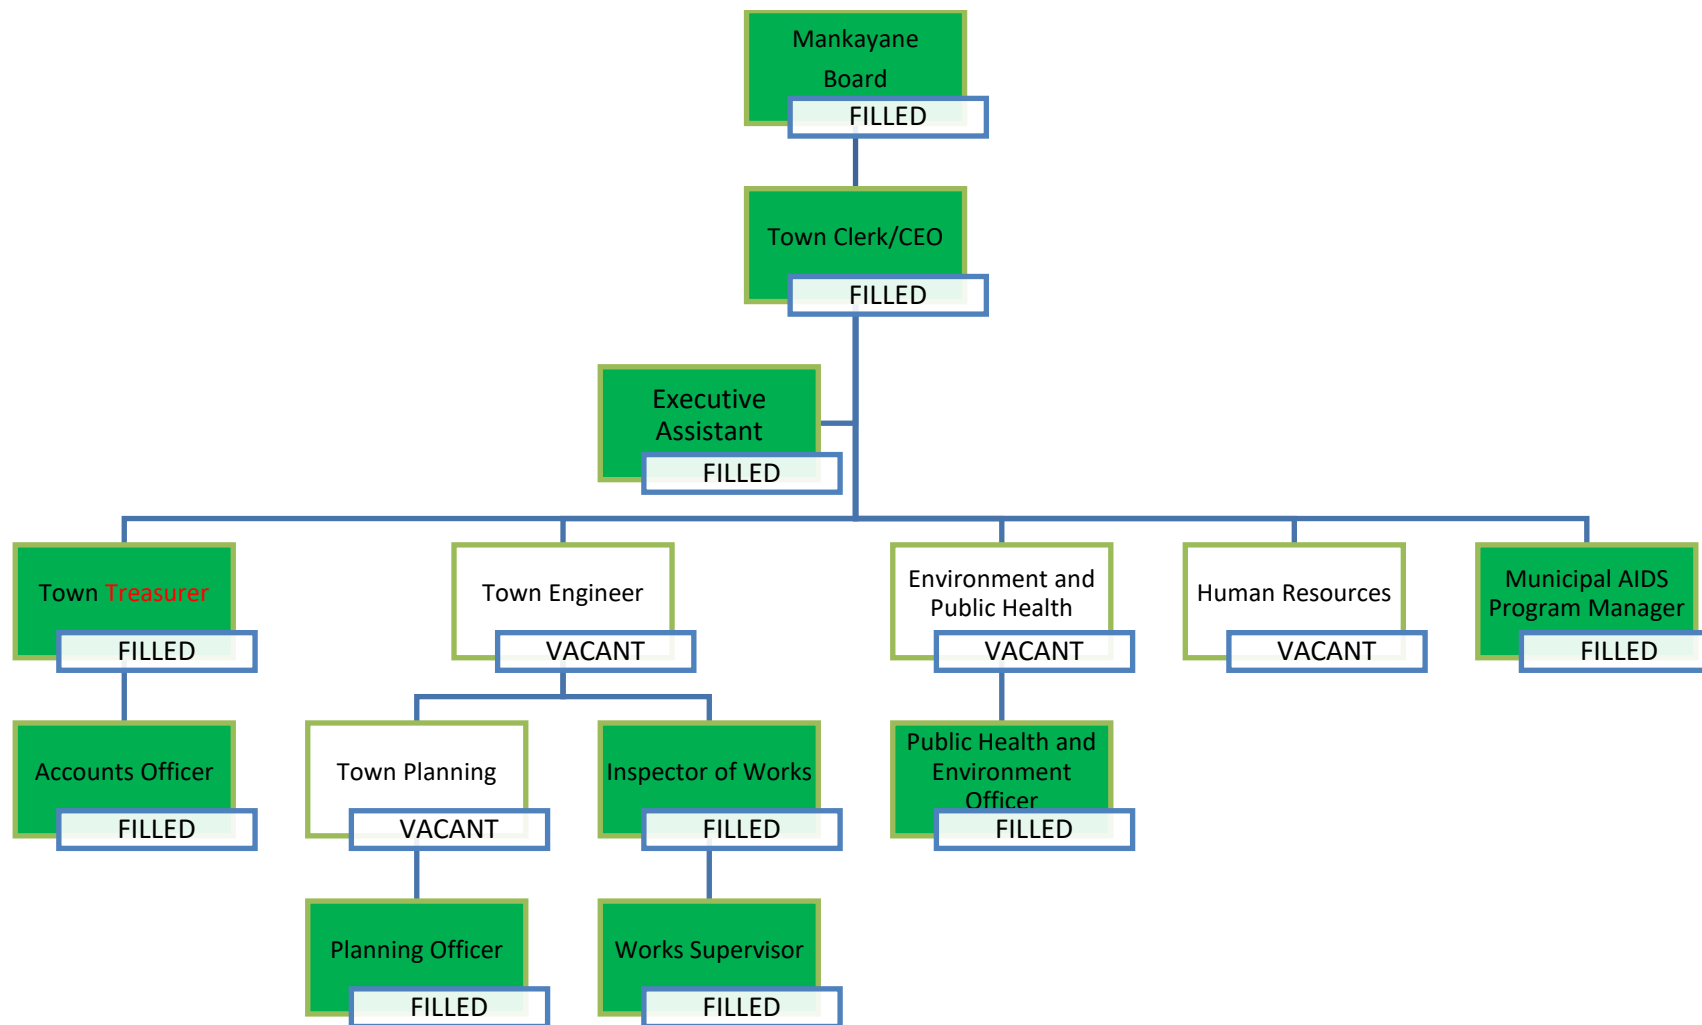 Mankayane
Board
FILLED
Town Clerk/CEO
FILLED
Executive
Assistant
FILLED
Town Treasurer
FILLED
Town Engineer
VACANT
Environment and
Public Health
VACANT
Human Resources
VACANT
Municipal AIDS
Program Manager
FILLED
Accounts Officer
FILLED
Town Planning
VACANT
Inspector of Works
FILLED
Public Health and
Environment
Officer
FILLED
Planning Officer
FILLED
Works Supervisor
FILLED